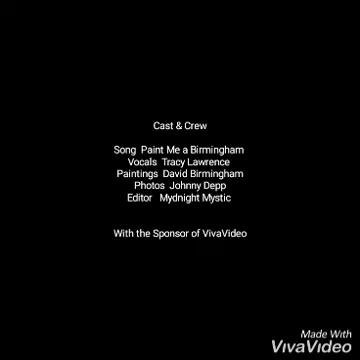 Cast & Crew
Song Paint Me a Birmingham
Vocals Tracy Lawrence
Paintings David Birmingham
Photos Johnny Depp
Editor Mydnight Mystic
With the Sponsor of VivaVideo
Made With
VivaVideo